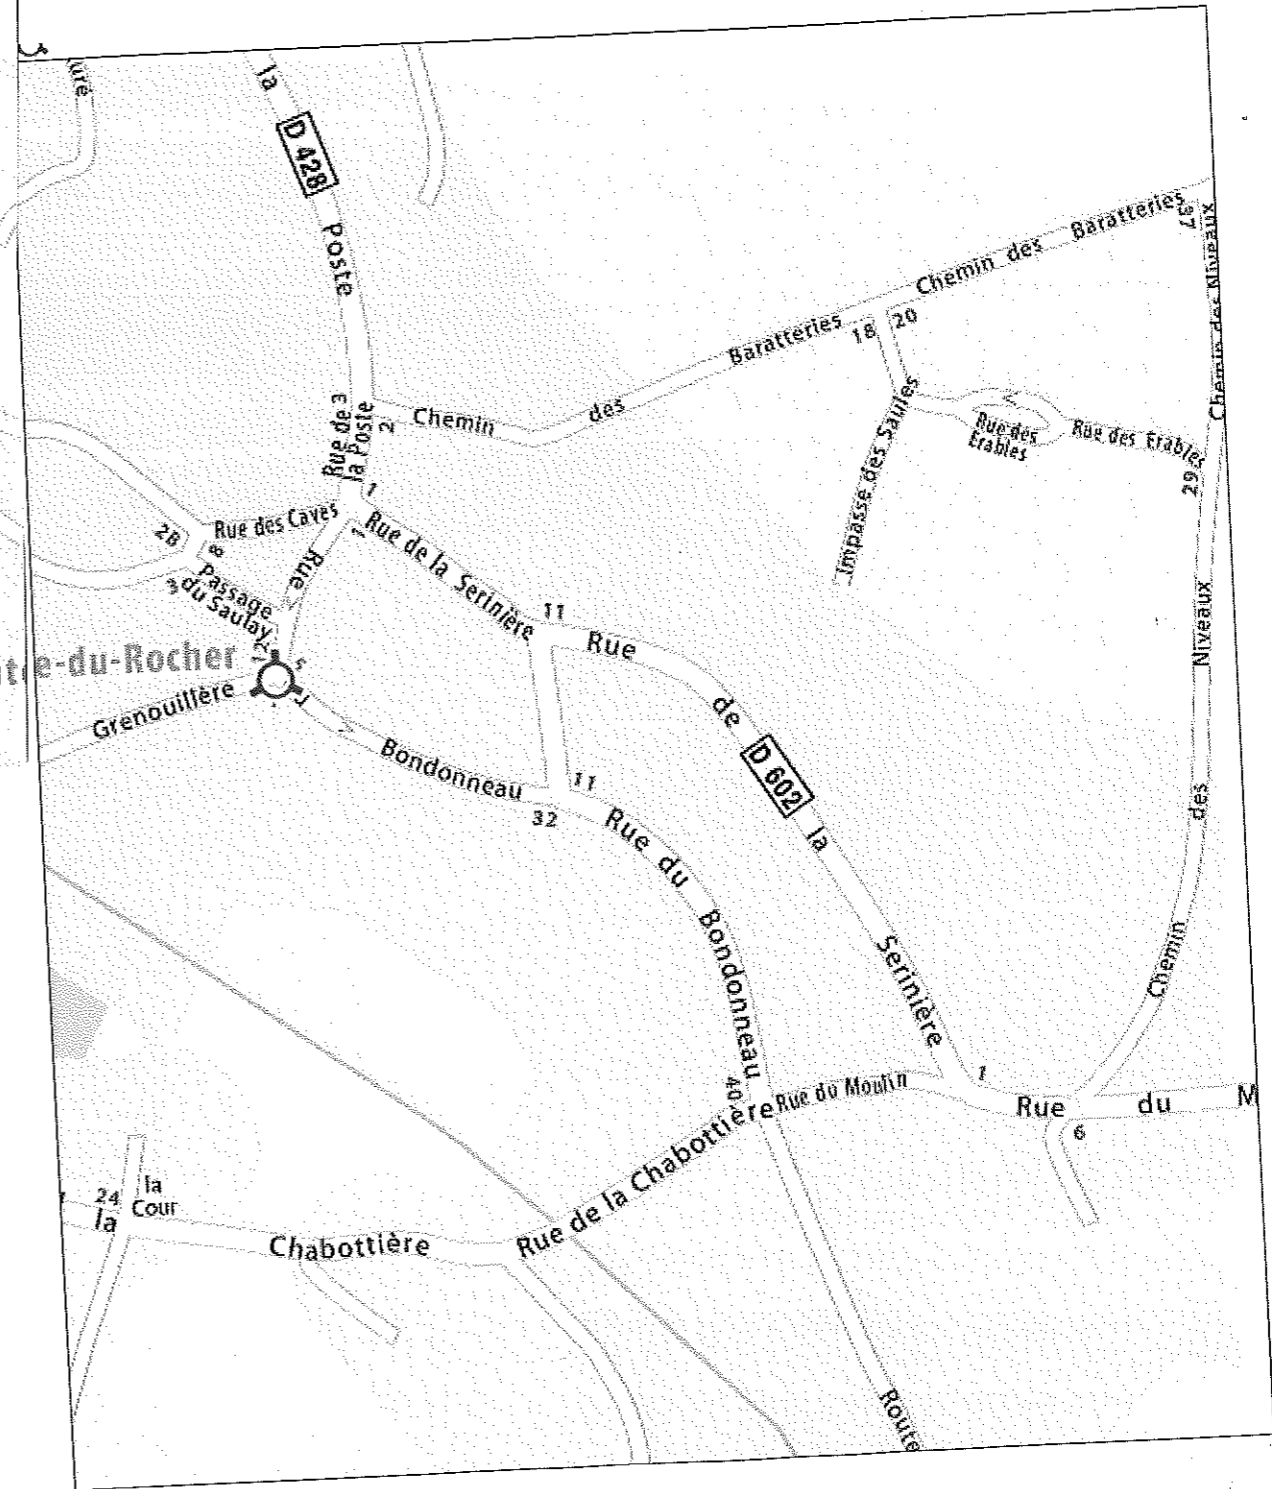 la
D 428
Poste
Baratteries
37
Chemin des
Chemin des Niveaux
20
18
Baratteries
des
Chemin
Rue de 3
la Poste
2
Impasse des Saules
Rue des
Erables
Rue des Erables
29
1
Rue des Caves
2B
8
1
Rue de la Serinière
Rue
Passage
du Saulay
3
11
Rue
Niveaux
12
5
e-du-Rocher
Grenouillère
de
D 602
Bondonneau
11
32
Rue du
la
des
Bondonneau
Serinière
Chemin
1
40
Rue du Moulin
Rue du M
6
Rue de la Chabottière
24
la
Cour
la
Chabottière
Route